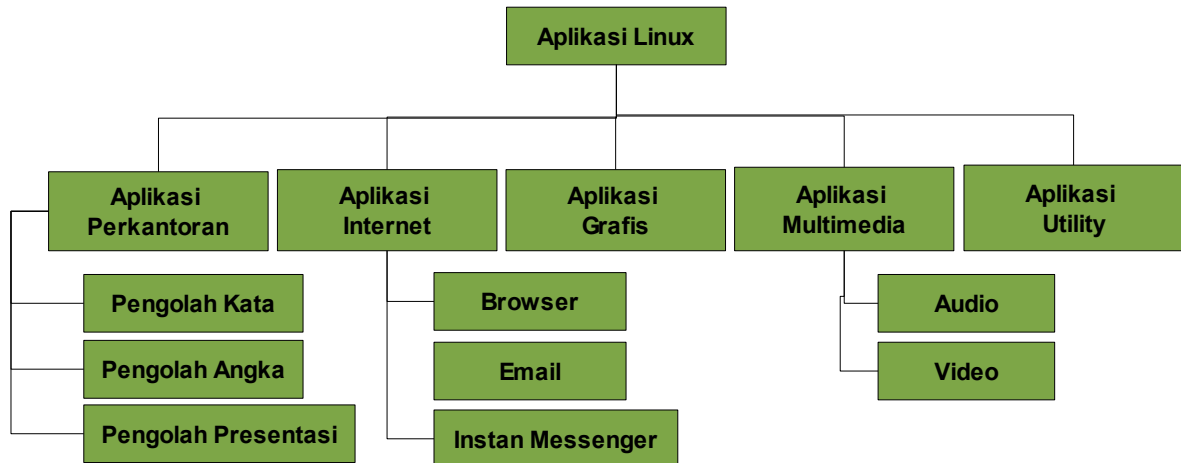 Aplikasi Linux
Aplikasi
Perkantoran
Aplikasi
Internet
Aplikasi
Grafis
Aplikasi
Multimedia
Aplikasi
Utility
Pengolah Kata
Pengolah Angka
Pengolah Presentasi
Browser
Email
Instan Messenger
Audio
Video